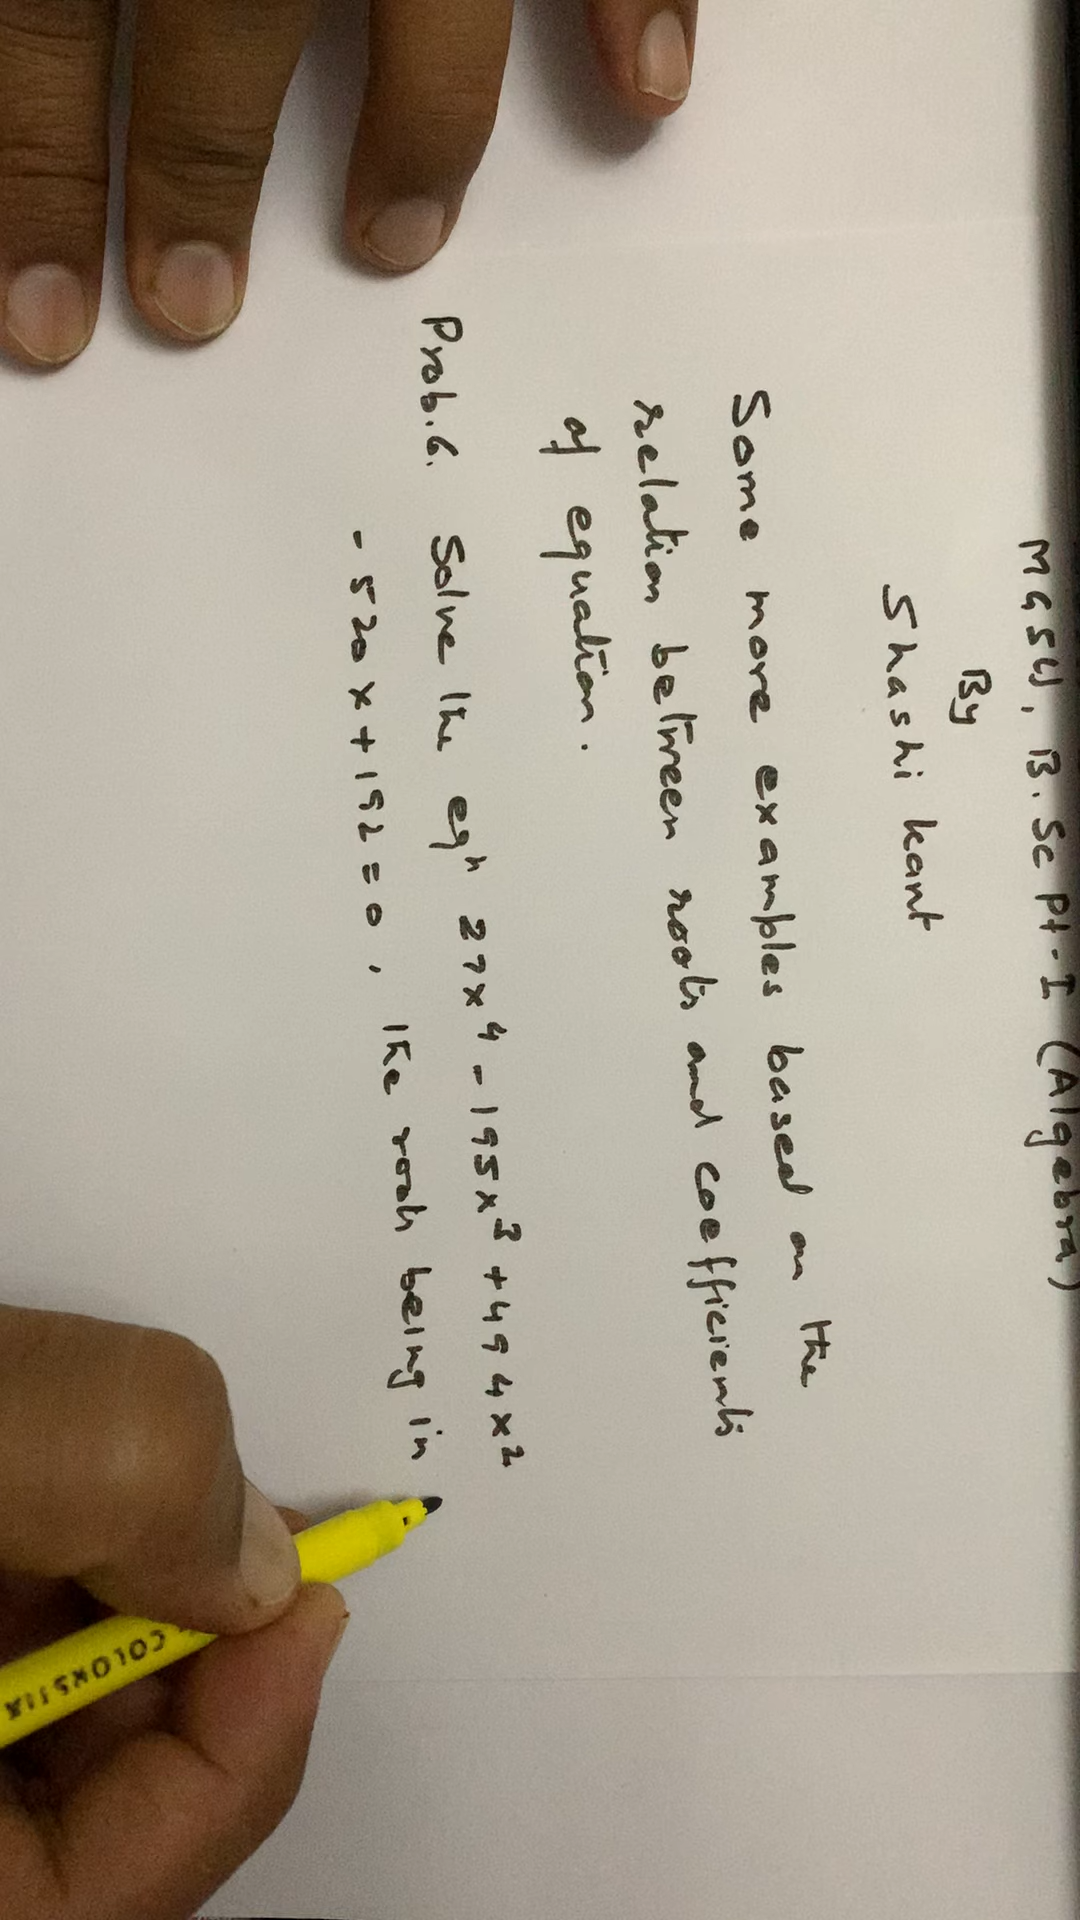 MGSU, B.Sc Pt-I (Algebra)
By
Shashi kant
Some more examples based on the
relation between roots and coefficients
of equation.
Prob.6. Solve the eqn 27x⁴ - 195x³ + 494x²
- 520x + 192 = 0, the roots being in
COLORSTIX